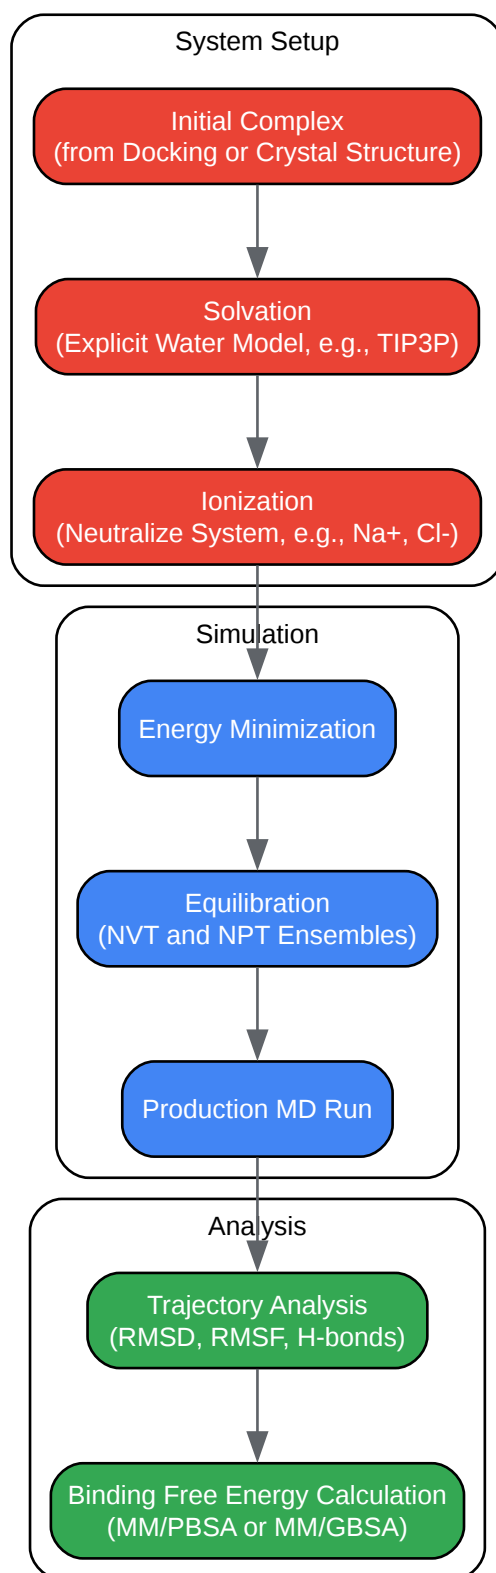 System Setup
Initial Complex
(from Docking or Crystal Structure)
Solvation
(Explicit Water Model, e.g., TIP3P)
Ionization
(Neutralize System, e.g., Na+, Cl-)
Simulation
Energy Minimization
Equilibration
(NVT and NPT Ensembles)
Production MD Run
Analysis
Trajectory Analysis
(RMSD, RMSF, H-bonds)
Binding Free Energy Calculation
(MM/PBSA or MM/GBSA)